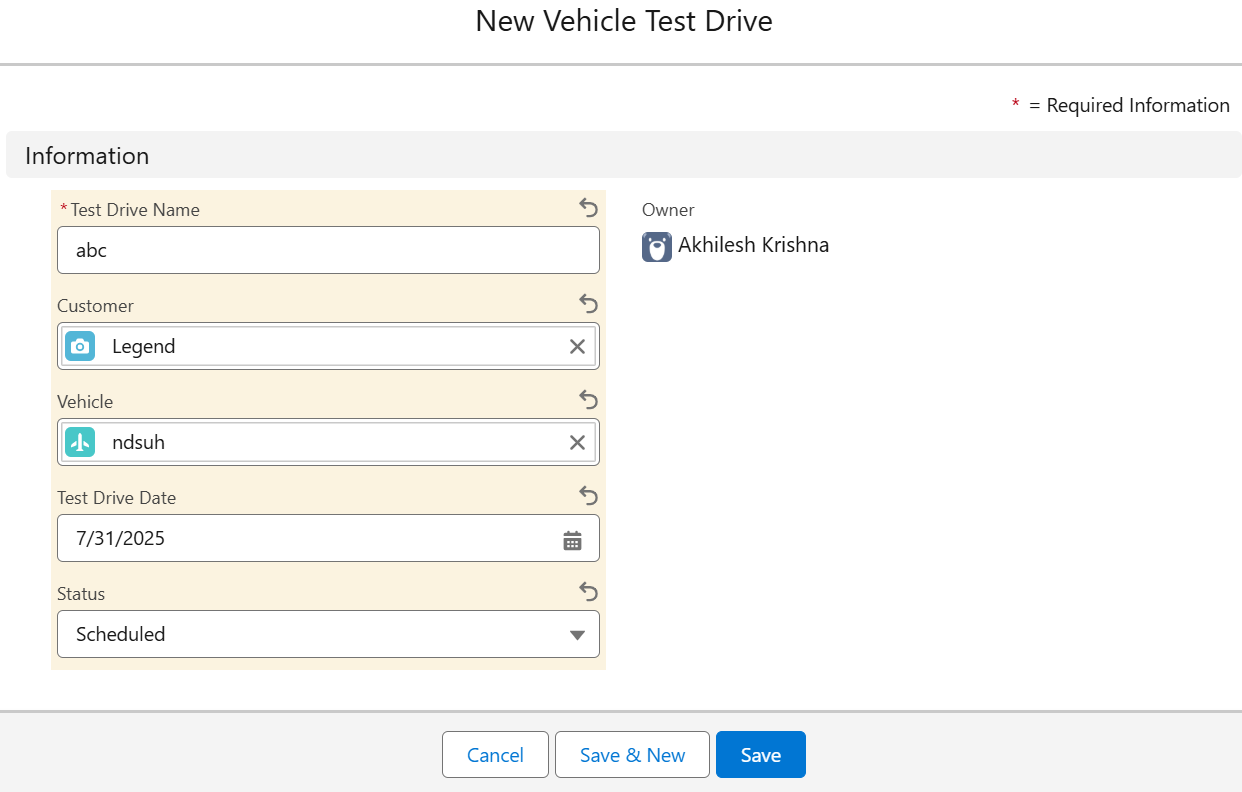 New Vehicle Test Drive
* = Required Information
Information
*Test Drive Name
abc
Customer
Legend
Vehicle
ndsuh
Test Drive Date
7/31/2025
Status
Scheduled
Owner
Akhilesh Krishna
Cancel
Save & New
Save